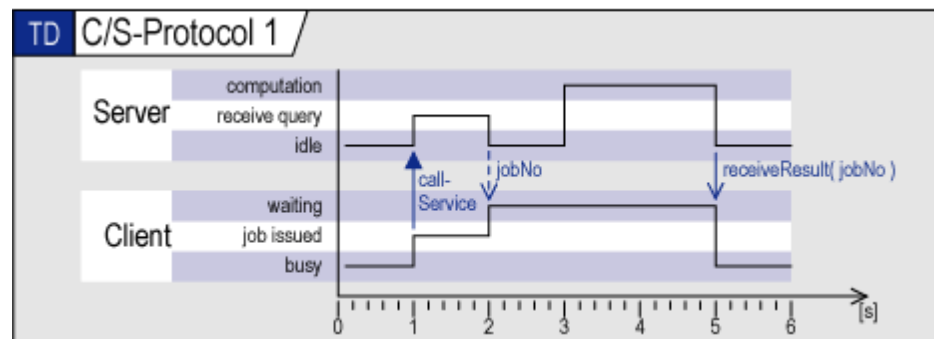 TD C/S-Protocol 1
Server
computation
receive query
idle
call-
Service
jobNo
receiveResult( jobNo )
Client
waiting
job issued
busy
0 1 2 3 4 5 6 [s]